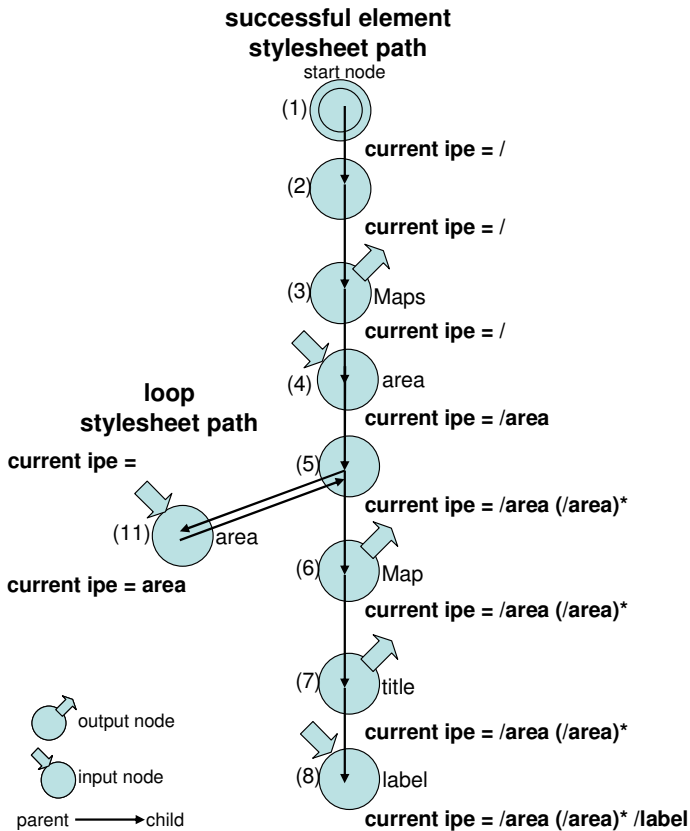 successful element
stylesheet path
start node
(1)
current ipe = /
(2)
current ipe = /
(3)
Maps
current ipe = /
(4)
area
current ipe = /area
loop
stylesheet path
current ipe =
(5)
current ipe = /area (/area)*
(11)
area
current ipe = area
(6)
Map
current ipe = /area (/area)*
(7)
title
current ipe = /area (/area)*
(8)
label
current ipe = /area (/area)* /label
output node
input node
parent
child